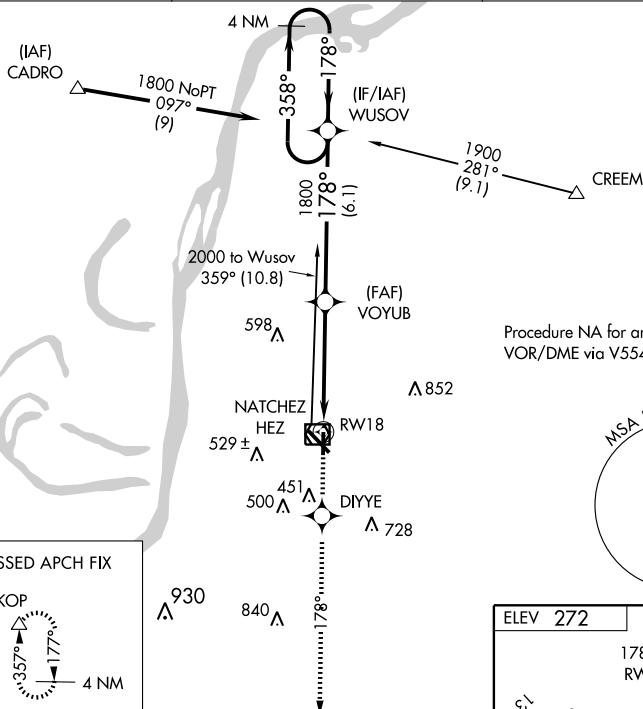 4 NM
(IAF)
CADRO
1800 NoPT
097°
(9)
358°
178°
(IF/IAF)
WUSOV
1900
281°
(9.1)
CREEM
1800
178°
(6.1)
2000 to Wusov
359° (10.8)
(FAF)
VOYUB
598
Procedure NA for
VOR/DME via V554
852
NATCHEZ
HEZ
RW18
529 ±
MSA
451
500
DIYYE
728
SSED APCH FIX
KOP
357°
177°
4 NM
930
840
178°
ELEV 272
178
RW
13